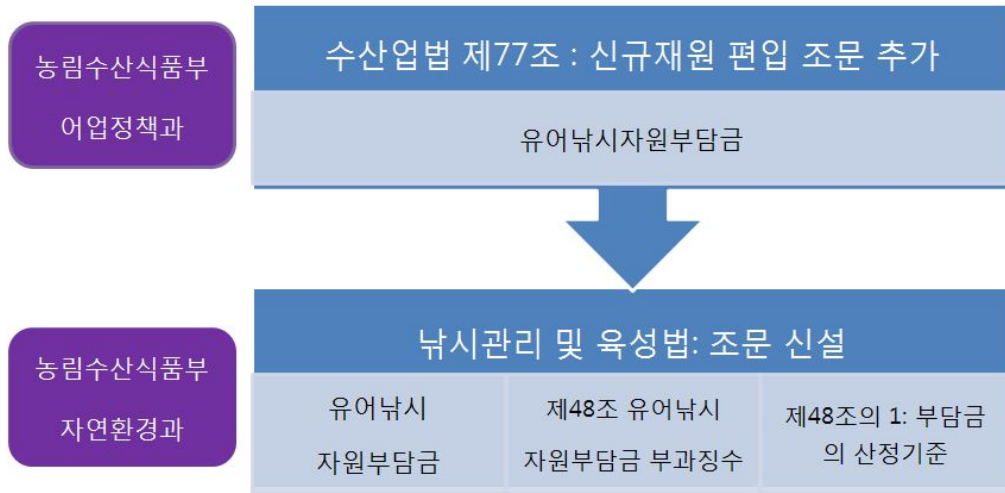 농림수산식품부
어업정책과
수산업법 제77조 : 신규재원 편입 조문 추가
유어낚시자원부담금
농림수산식품부
자연환경과
낚시관리 및 육성법: 조문 신설
유어낚시
자원부담금
제48조 유어낚시
자원부담금 부과징수
제48조의 1: 부담금
의 산정기준